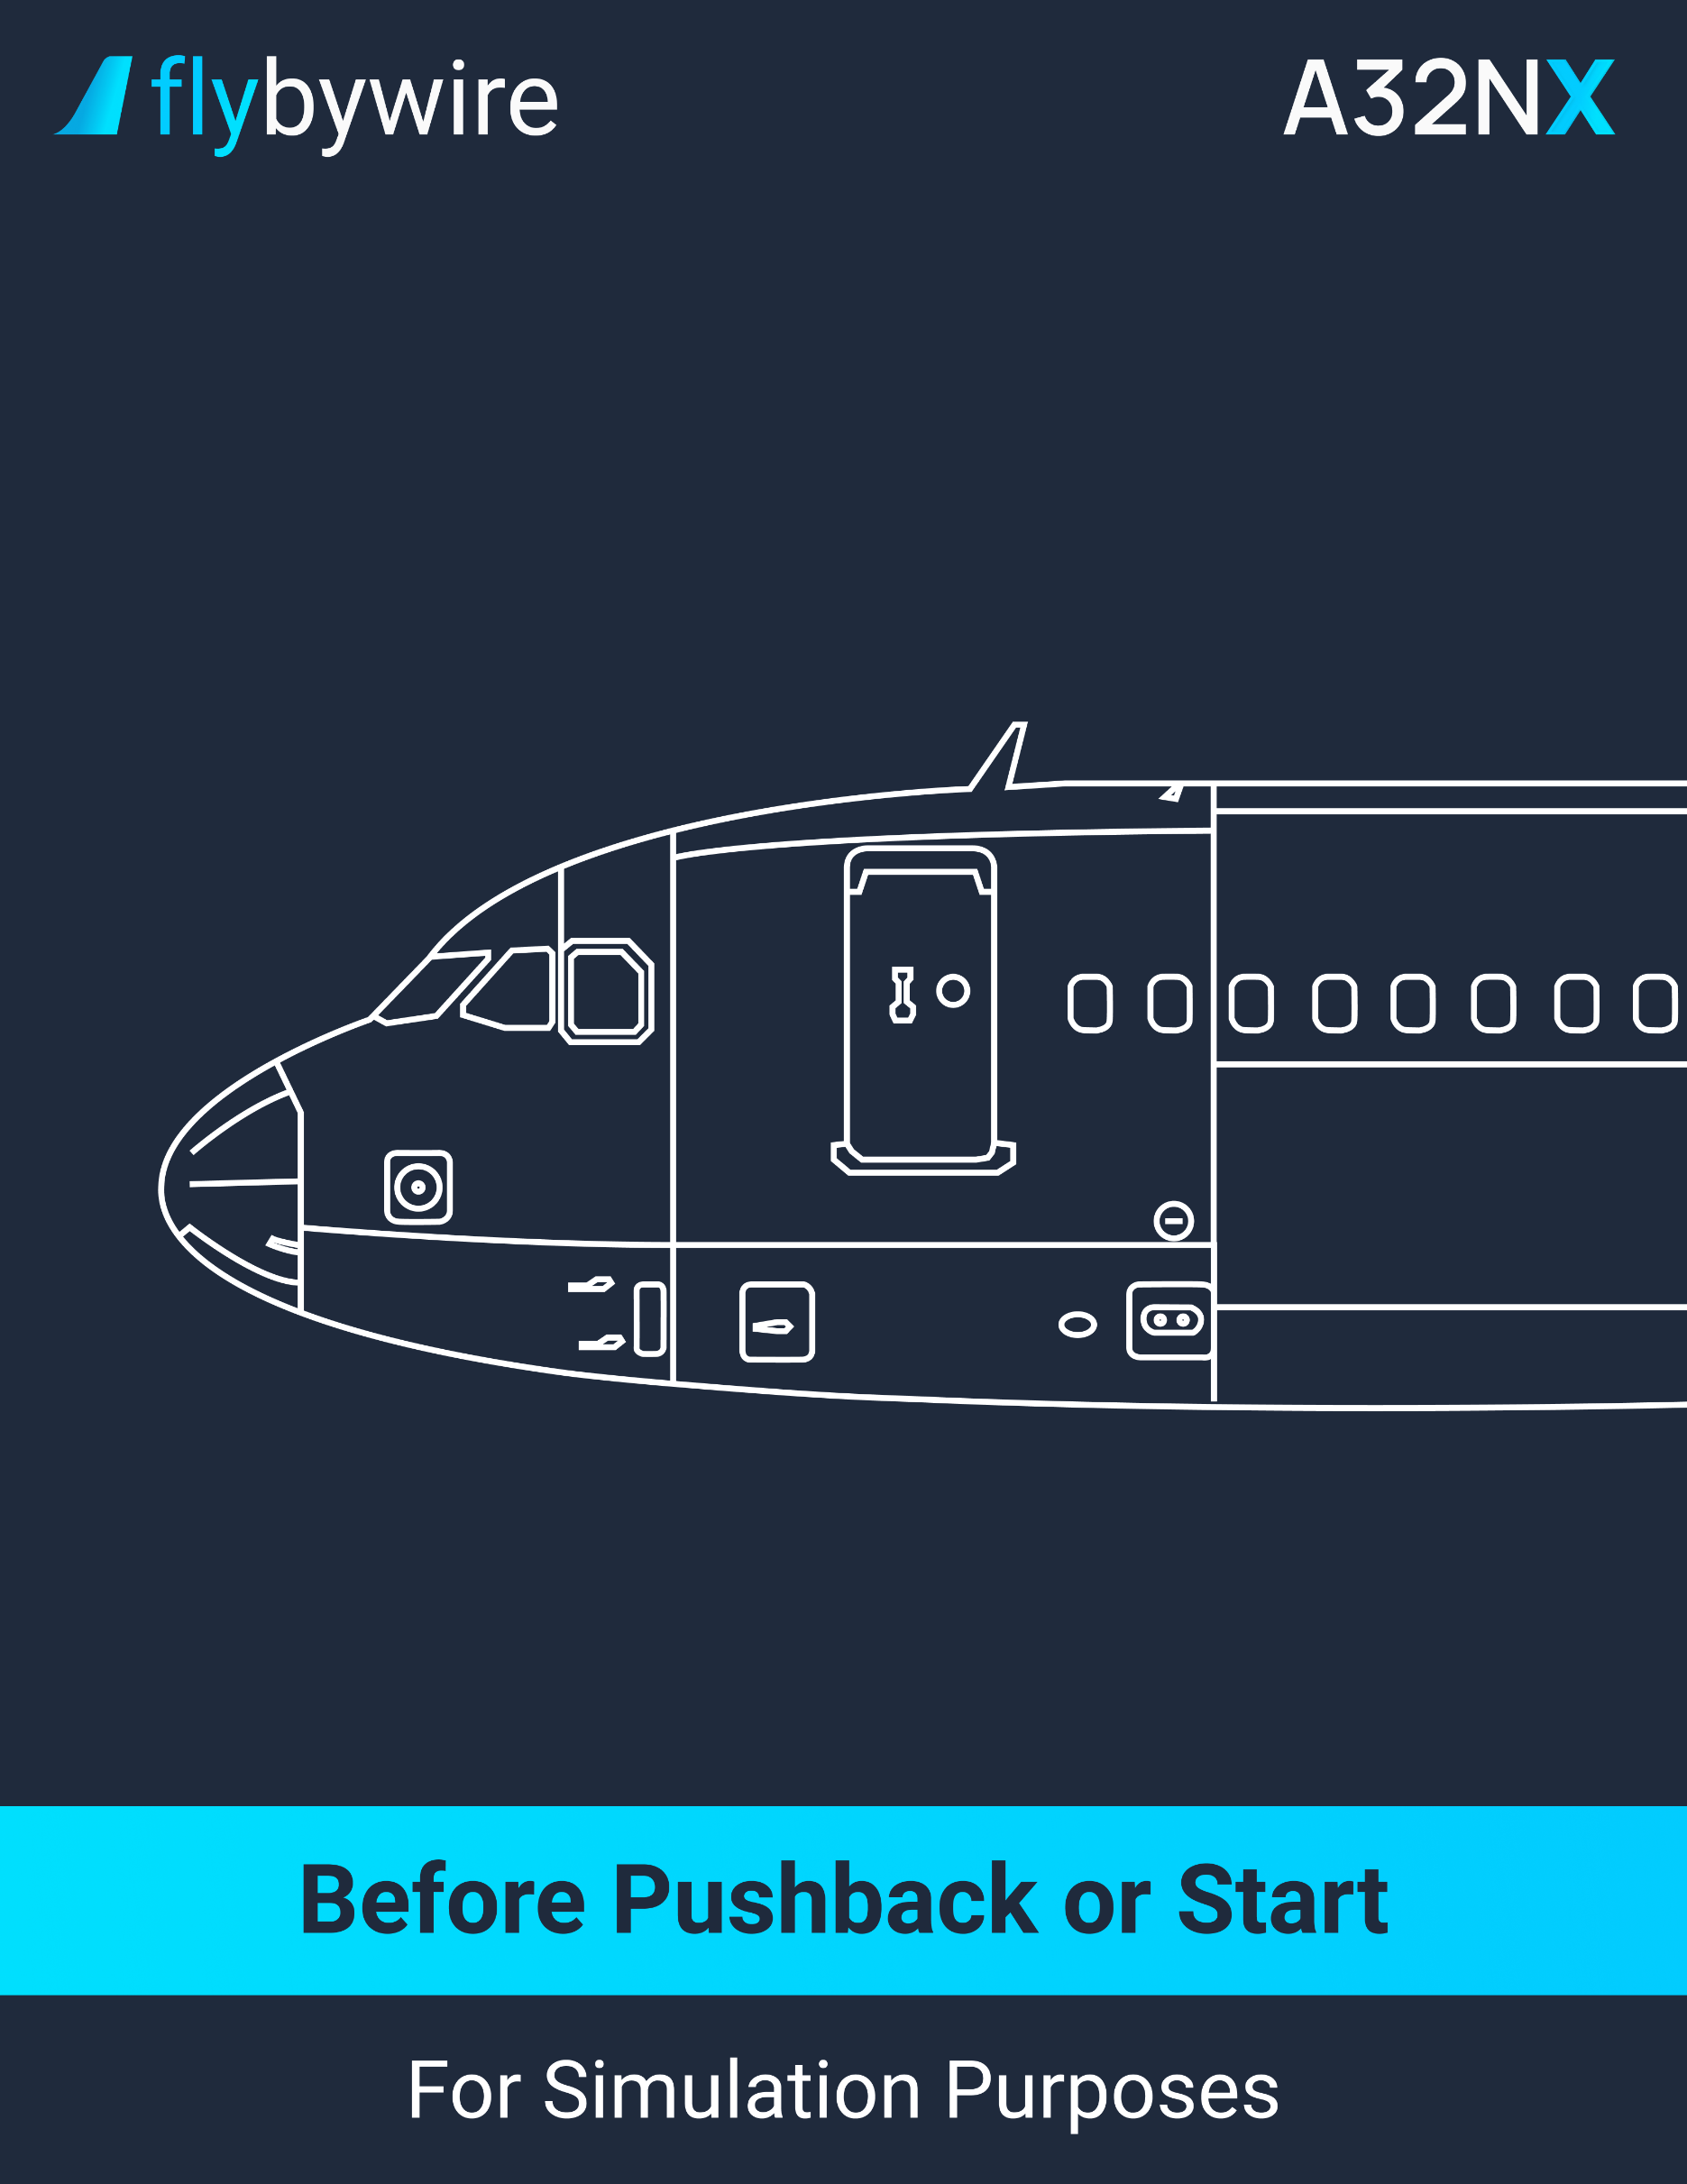 flybywire
A32NX
Before Pushback or Start
For Simulation Purposes